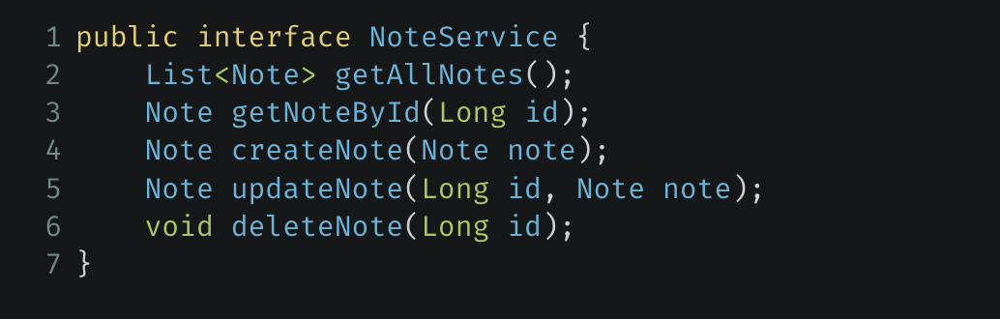 1 public interface NoteService {
2     List<Note> getAllNotes();
3     Note getNoteById(Long id);
4     Note createNote(Note note);
5     Note updateNote(Long id, Note note);
6     void deleteNote(Long id);
7 }